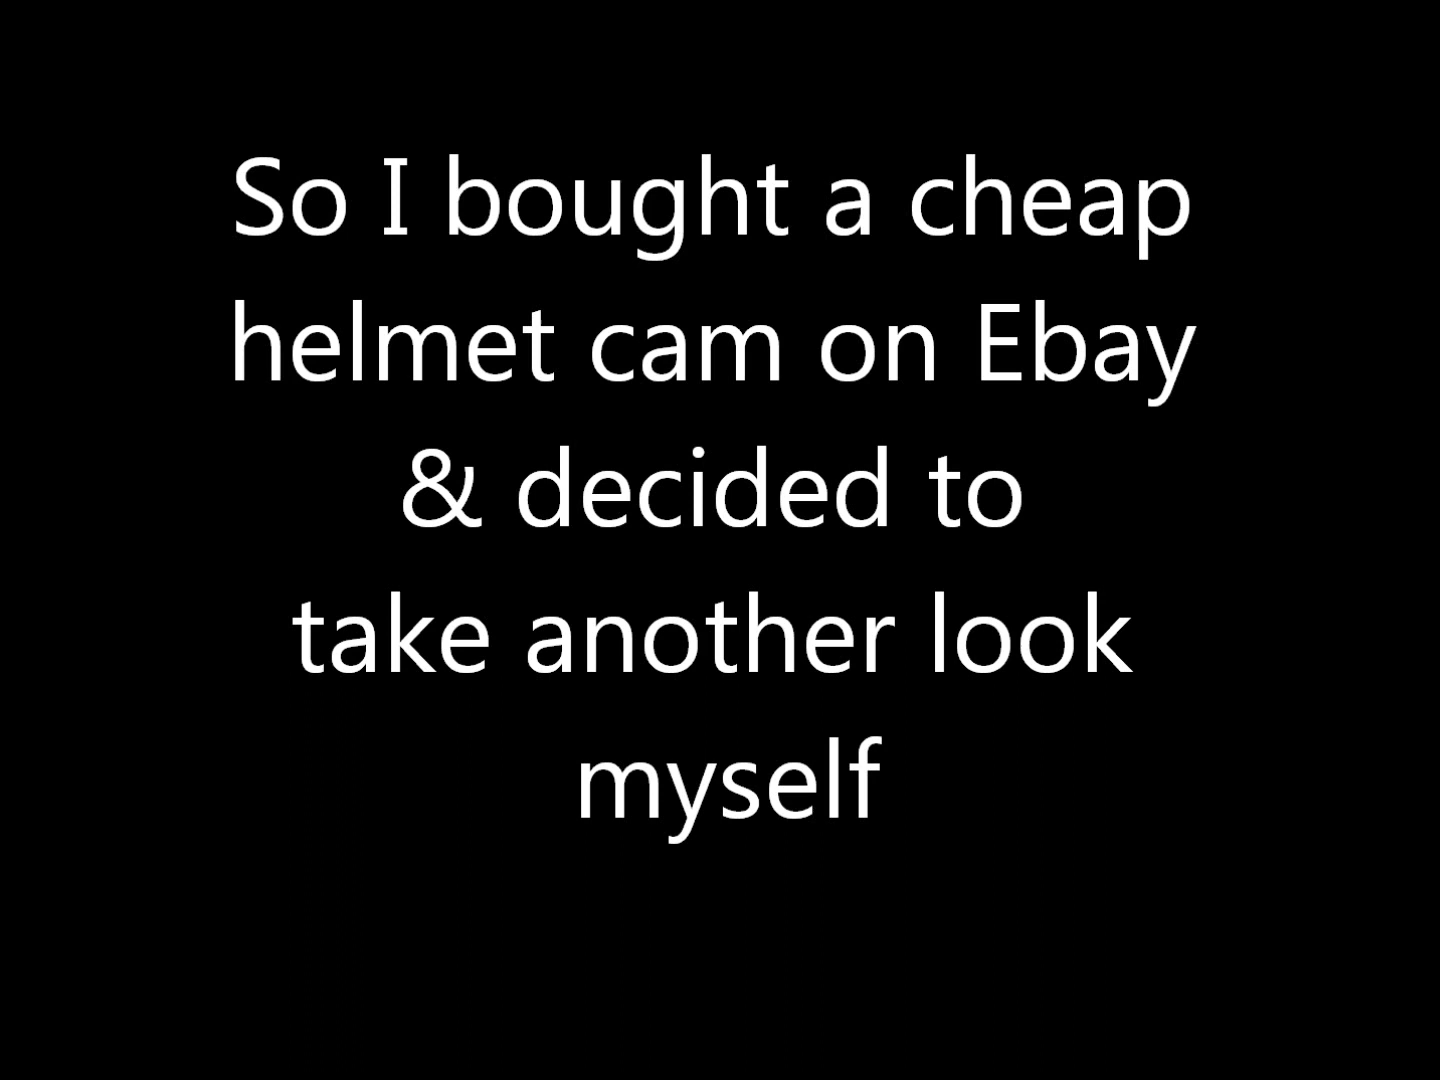 So I bought a cheap
helmet cam on Ebay
& decided to
take another look
myself